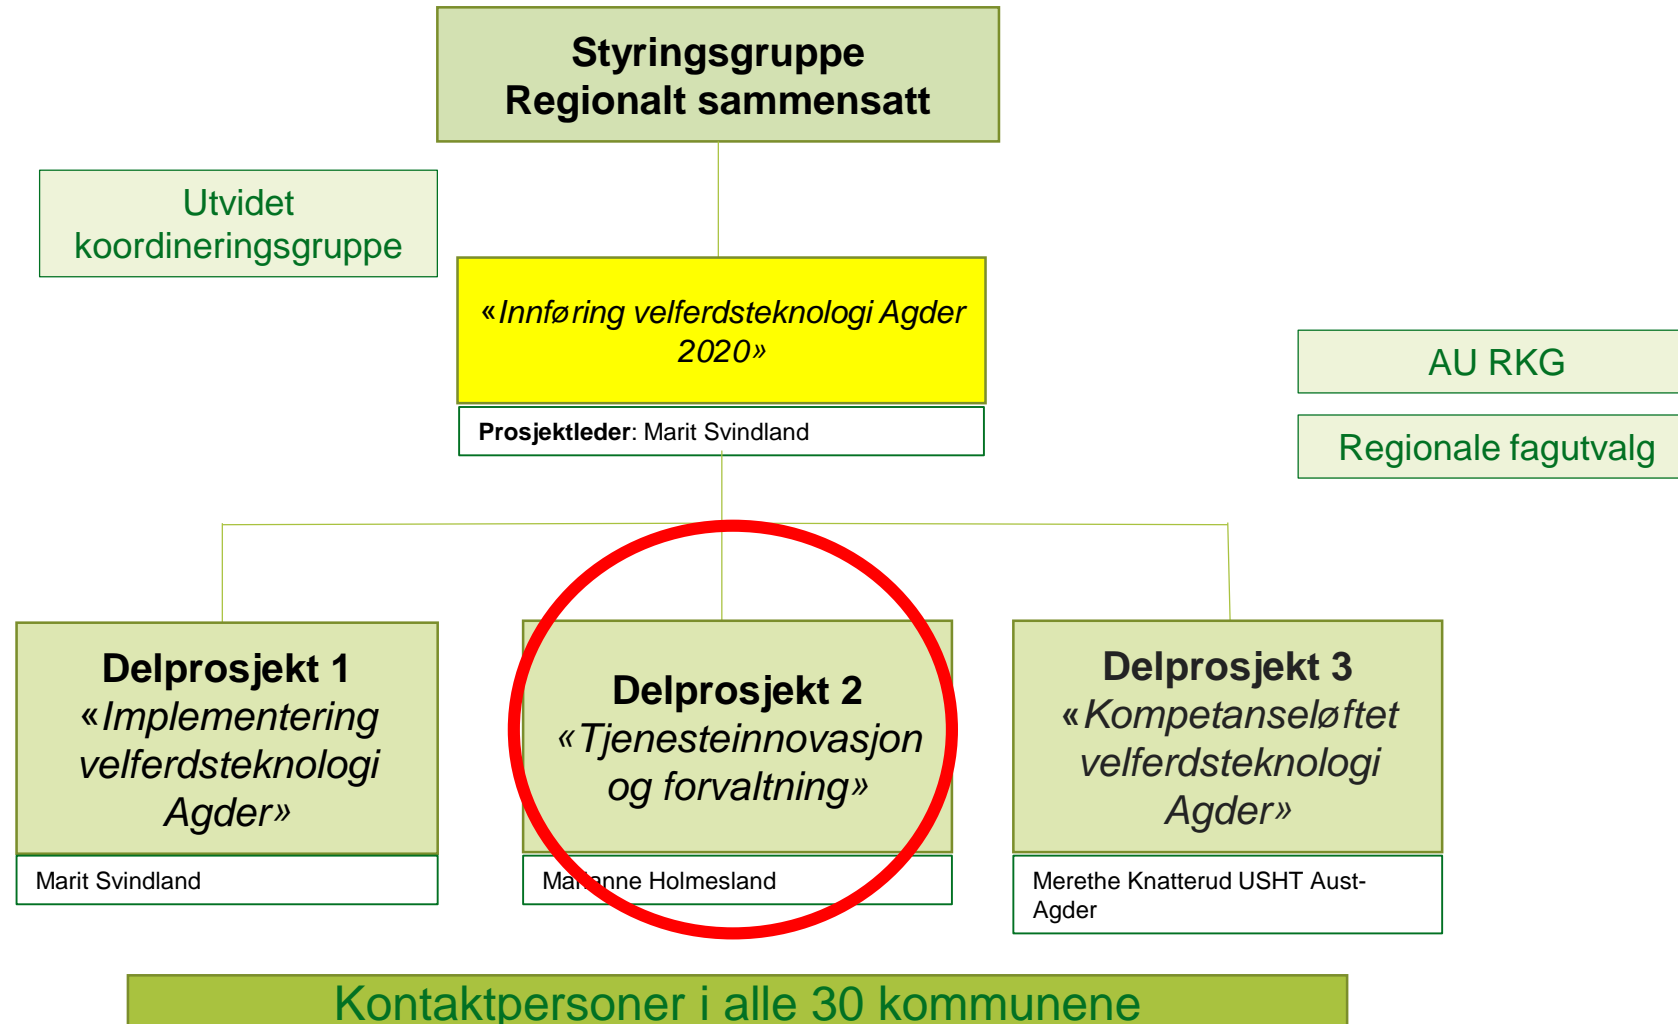 Styringsgruppe
Regionalt sammensatt
Utvidet
koordineringsgruppe
«Innføring velferdsteknologi Agder
2020»
Prosjektleder: Marit Svindland
AU RKG
Regionale fagutvalg
Delprosjekt 1
«Implementering
velferdsteknologi
Agder»
Marit Svindland
Delprosjekt 2
«Tjenesteinnovasjon
og forvaltning»
Marianne Holmesland
Delprosjekt 3
«Kompetanseløftet
velferdsteknologi
Agder»
Merethe Knatterud USHT Aust-
Agder
Kontaktpersoner i alle 30 kommunene